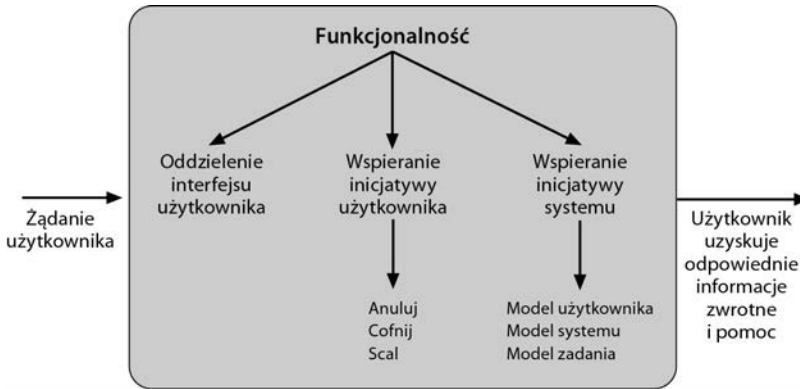 Funkcjonalność
Oddzielenie
interfejsu
użytkownika
Wspieranie
inicjatywy
użytkownika
Wspieranie
inicjatywy
systemu
Żądanie
użytkownika
Użytkownik
uzyskuje
odpowiednie
informacje
zwrotne
i pomoc
Anuluj
Cofnij
Scal
Model użytkownika
Model systemu
Model zadania